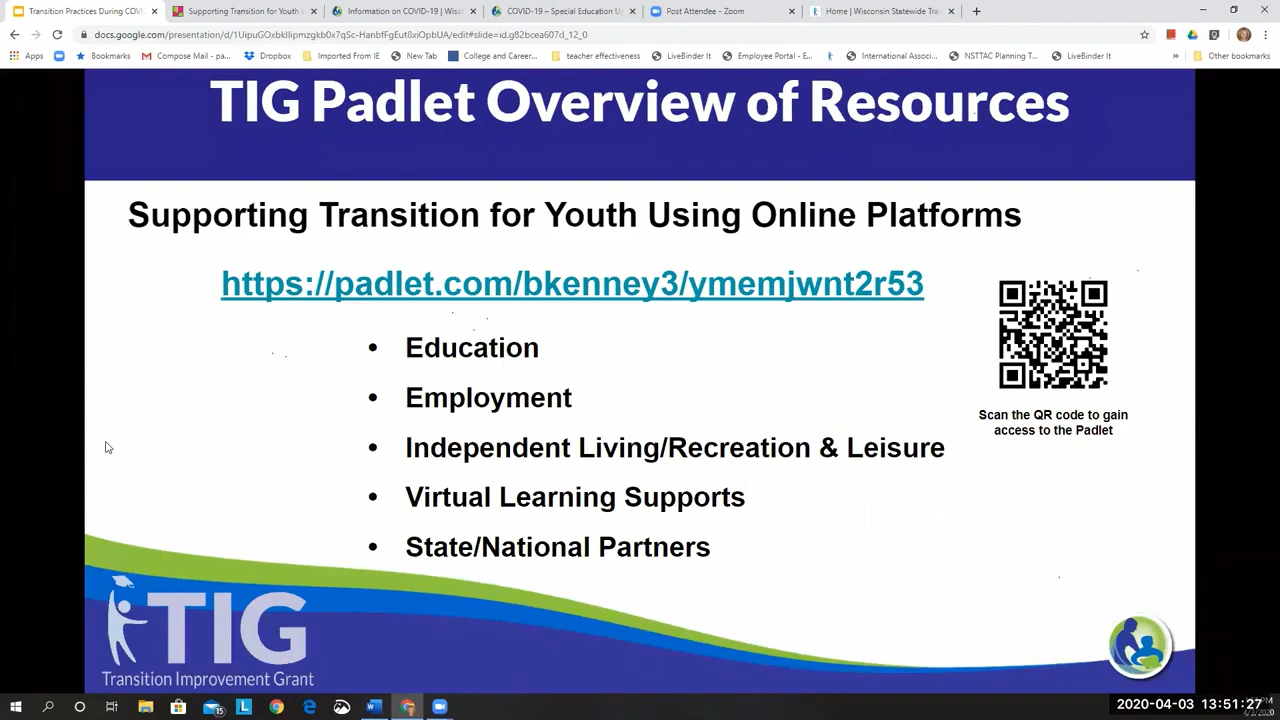 Transition Practices During COVI
Supporting Transition for Youth U
Information on COVID-19 | Wisc
COVID-19 – Special Education Up
Post Attendee - Zoom
Home | Wisconsin Statewide Tra
docs.google.com/presentation/d/1UipuGOxbkIlipmzgkb0x7qSc-HanbfFgEut8xiOpbUA/edit#slide=id.g82bcea607d_12_0
Apps
Bookmarks
Compose Mail - pa...
Dropbox
Imported From IE
New Tab
College and Career...
teacher effectiveness
LiveBinder It
Employee Portal - E...
International Associ...
NSTTAC Planning T...
LiveBinder It
Other bookmarks
TIG Padlet Overview of Resources
Supporting Transition for Youth Using Online Platforms
https://padlet.com/bkenney3/ymemjwnt2r53
• Education
• Employment
• Independent Living/Recreation & Leisure
• Virtual Learning Supports
• State/National Partners
Scan the QR code to gain
access to the Padlet
TIG
Transition Improvement Grant
15
2020-04-03 13:51:27